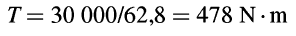 T = 30 000/62,8 = 478 N·m